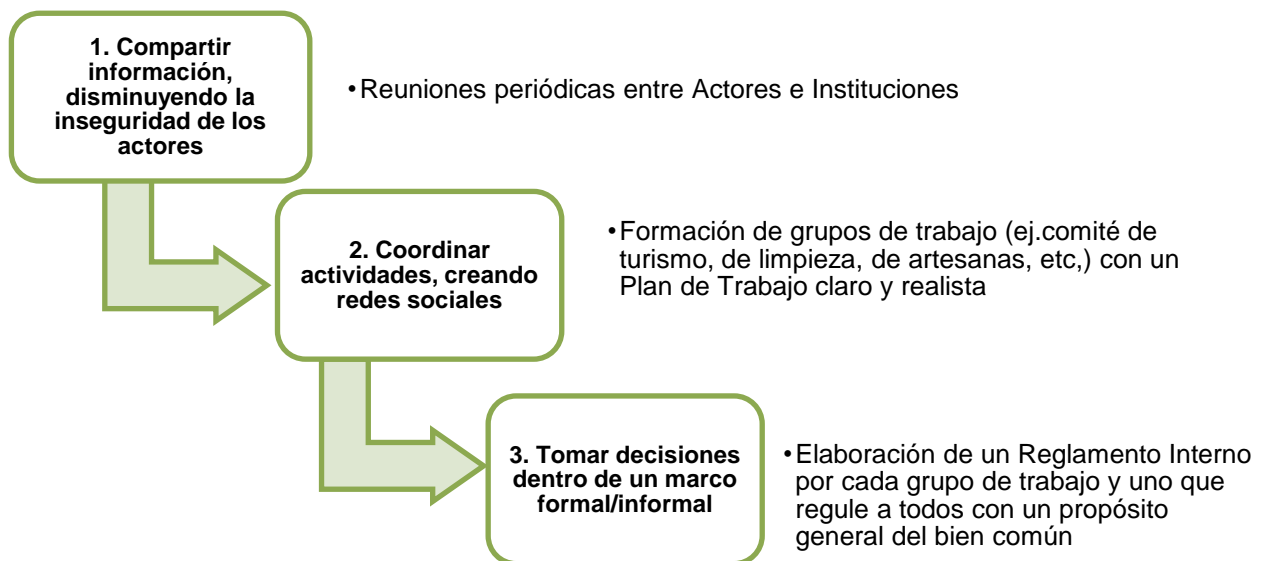 1. Compartir
información,
disminuyendo la
inseguridad de los
actores
•Reuniones periódicas entre Actores e Instituciones
2. Coordinar
actividades, creando
redes sociales
•Formación de grupos de trabajo (ej.comité de
turismo, de limpieza, de artesanas, etc,) con un
Plan de Trabajo claro y realista
3. Tomar decisiones
dentro de un marco
formal/informal
•Elaboración de un Reglamento Interno
por cada grupo de trabajo y uno que
regule a todos con un propósito
general del bien común